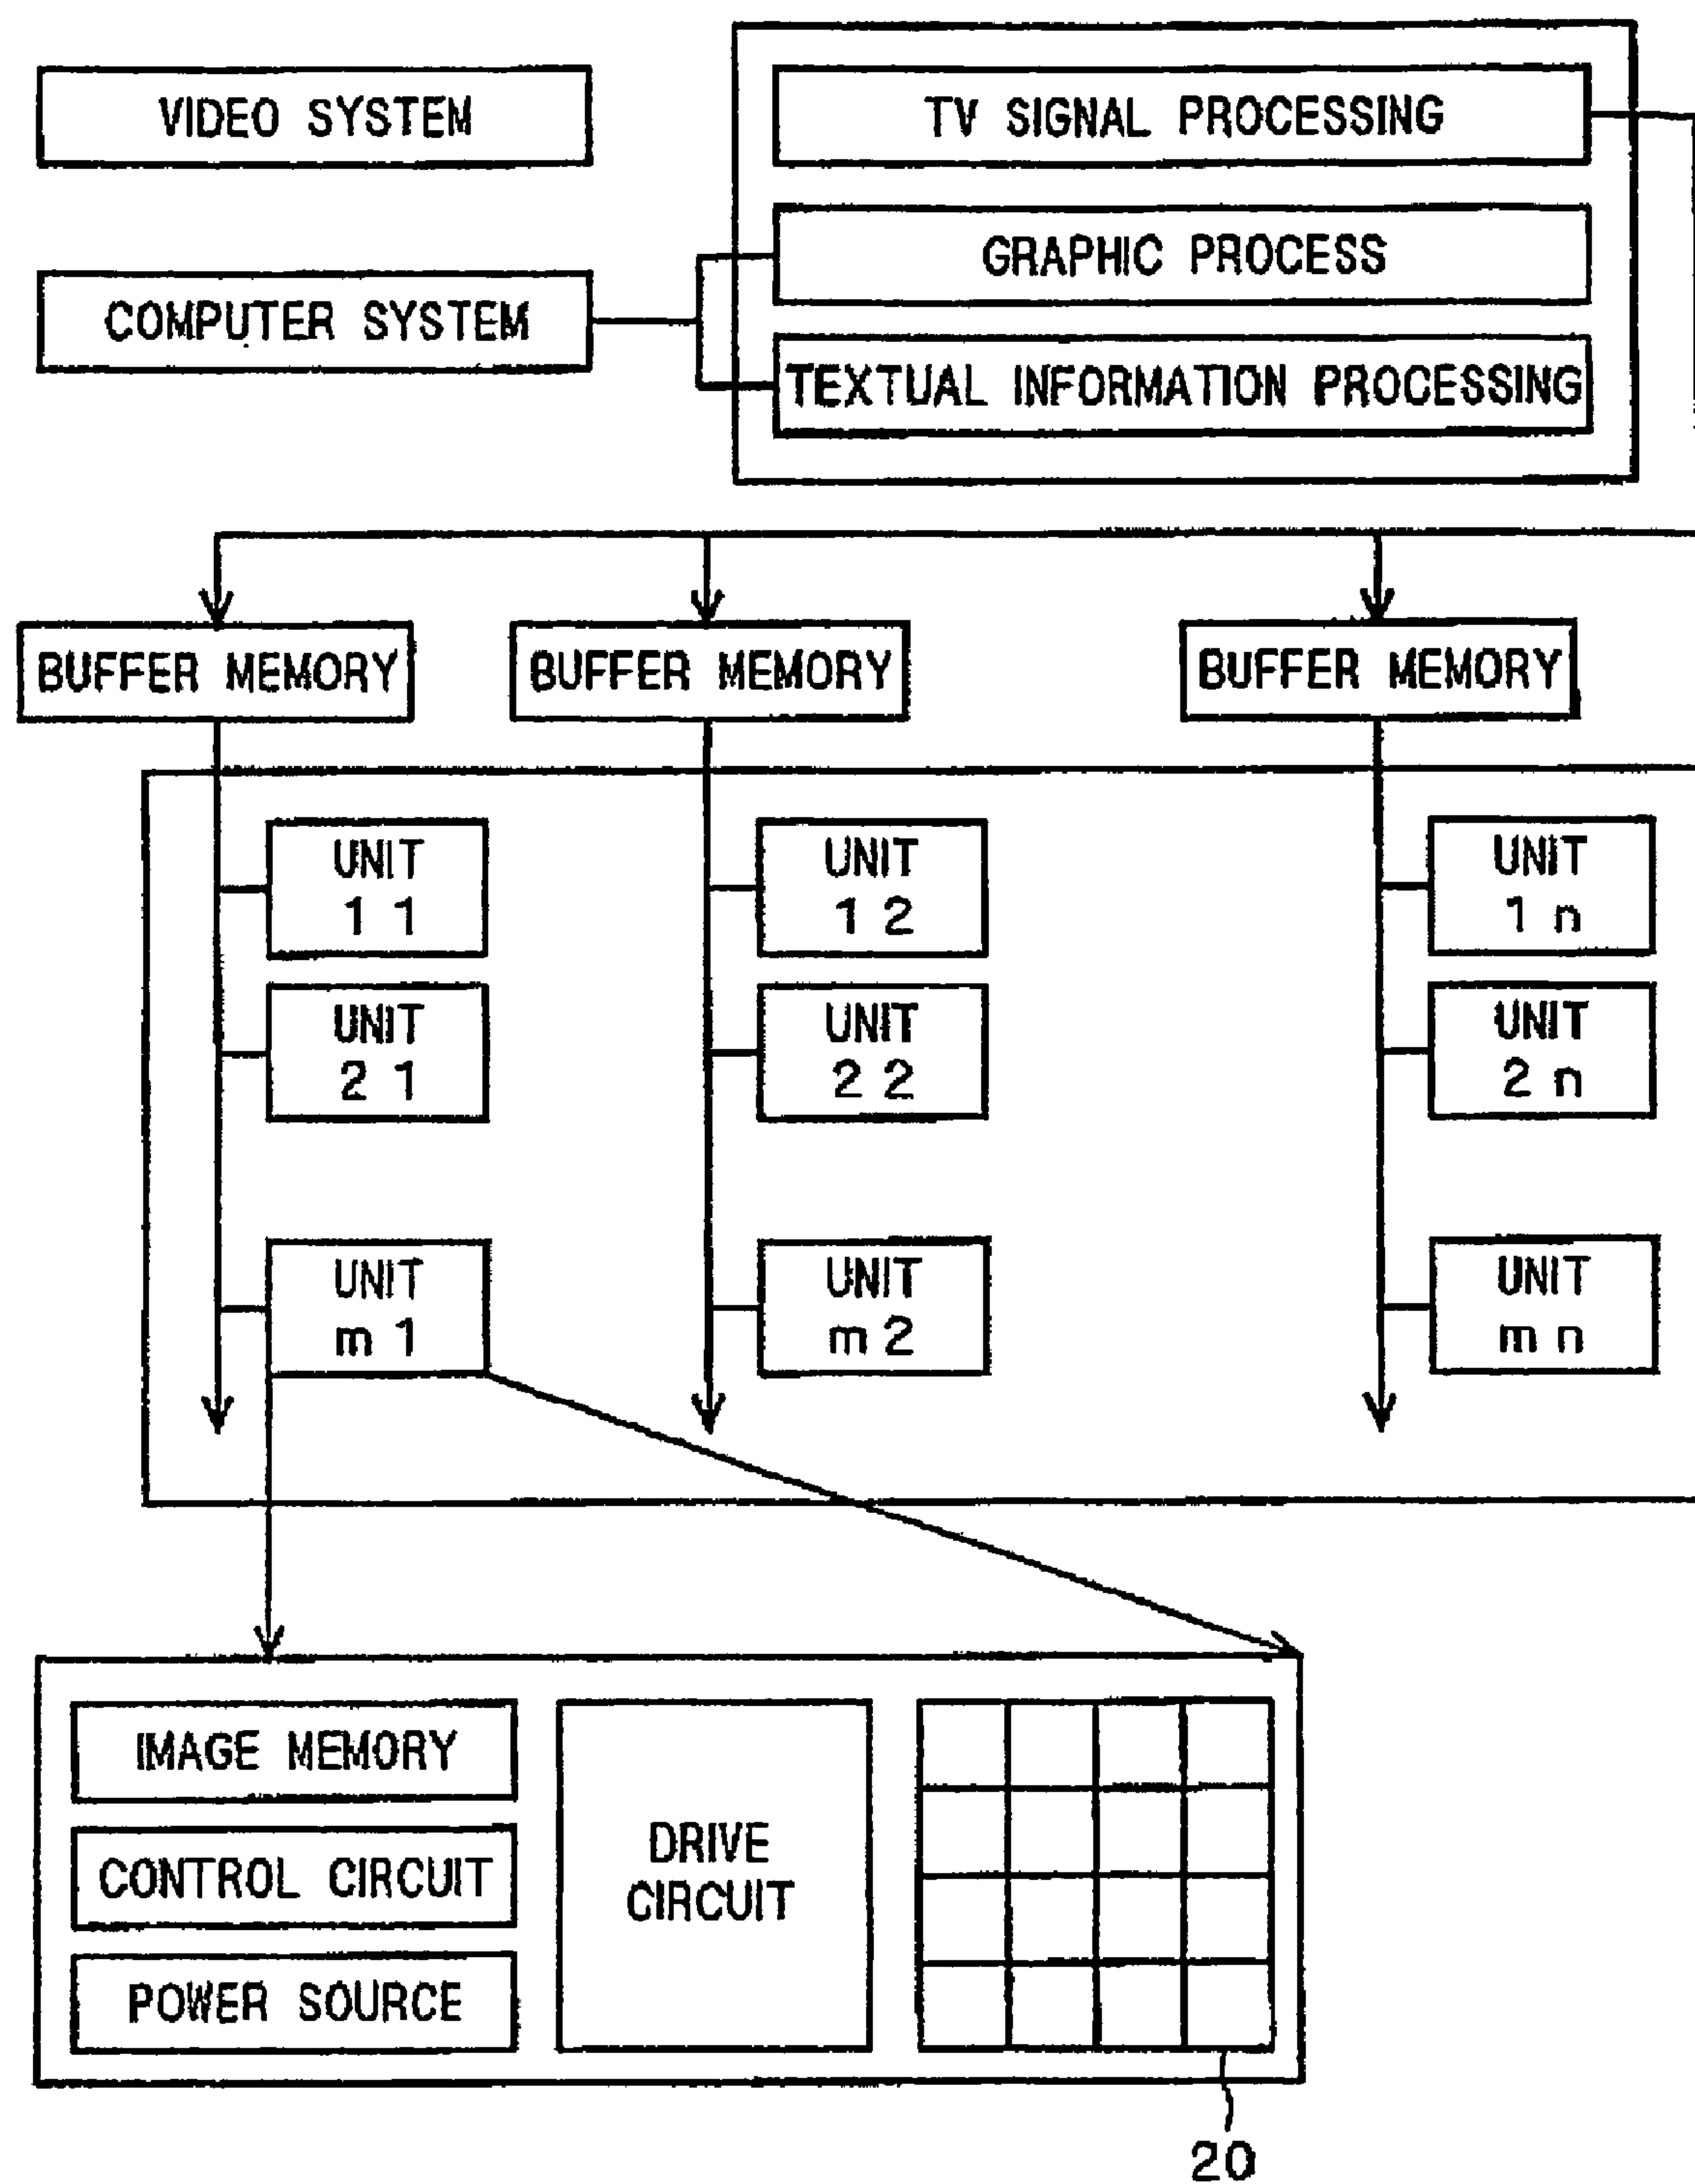 VIDEO SYSTEM
TV SIGNAL PROCESSING
GRAPHIC PROCESS
COMPUTER SYSTEM
TEXTUAL INFORMATION PROCESSING
BUFFER MEMORY
BUFFER MEMORY
BUFFER MEMORY
UNIT
1 1
UNIT
1 2
UNIT
1 n
UNIT
2 1
UNIT
2 2
UNIT
2 n
UNIT
m 1
UNIT
m 2
UNIT
m n
IMAGE MEMORY
CONTROL CIRCUIT
POWER SOURCE
DRIVE
CIRCUIT
20